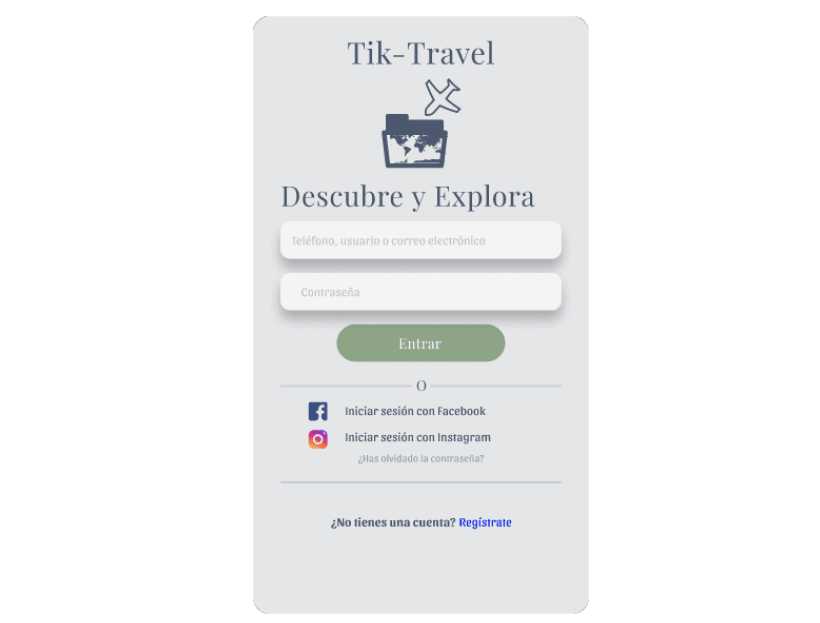 Tik-Travel
Descubre y Explora
Teléfono, usuario o correo electrónico
Contraseña
Entrar
O
Iniciar sesión con Facebook
Iniciar sesión con Instagram
¿Has olvidado la contraseña?
¿No tienes una cuenta? Regístrate